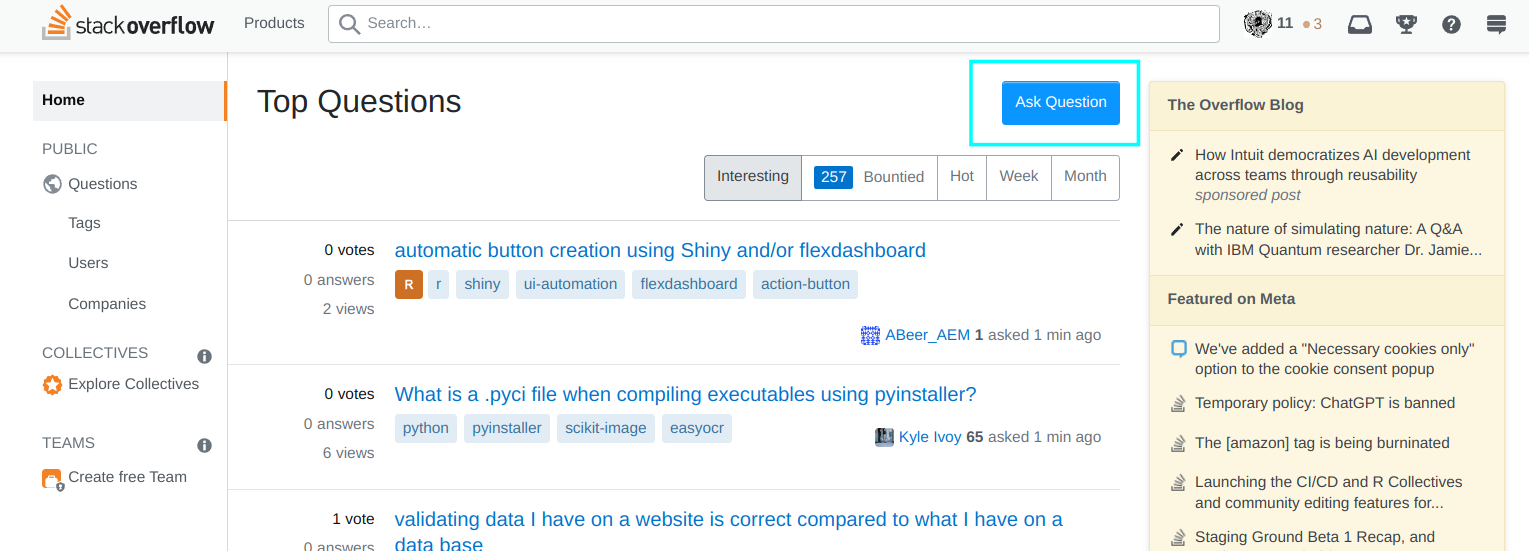 stackoverflow
Products
Search…
11
3
Home
PUBLIC
Questions
Tags
Users
Companies
COLLECTIVES
Explore Collectives
TEAMS
Create free Team
Top Questions
Ask Question
Interesting
257 Bountied
Hot
Week
Month
0 votes
0 answers
2 views
automatic button creation using Shiny and/or flexdashboard
R r shiny ui-automation flexdashboard action-button
ABeer_AEM 1 asked 1 min ago
0 votes
0 answers
6 views
What is a .pyci file when compiling executables using pyinstaller?
python pyinstaller scikit-image easyocr
Kyle Ivoy 65 asked 1 min ago
1 vote
0 answers
validating data I have on a website is correct compared to what I have on a
data base
The Overflow Blog
How Intuit democratizes AI development
across teams through reusability
sponsored post
The nature of simulating nature: A Q&A
with IBM Quantum researcher Dr. Jamie...
Featured on Meta
We've added a "Necessary cookies only"
option to the cookie consent popup
Temporary policy: ChatGPT is banned
The [amazon] tag is being burninated
Launching the CI/CD and R Collectives
and community editing features for...
Staging Ground Beta 1 Recap, and